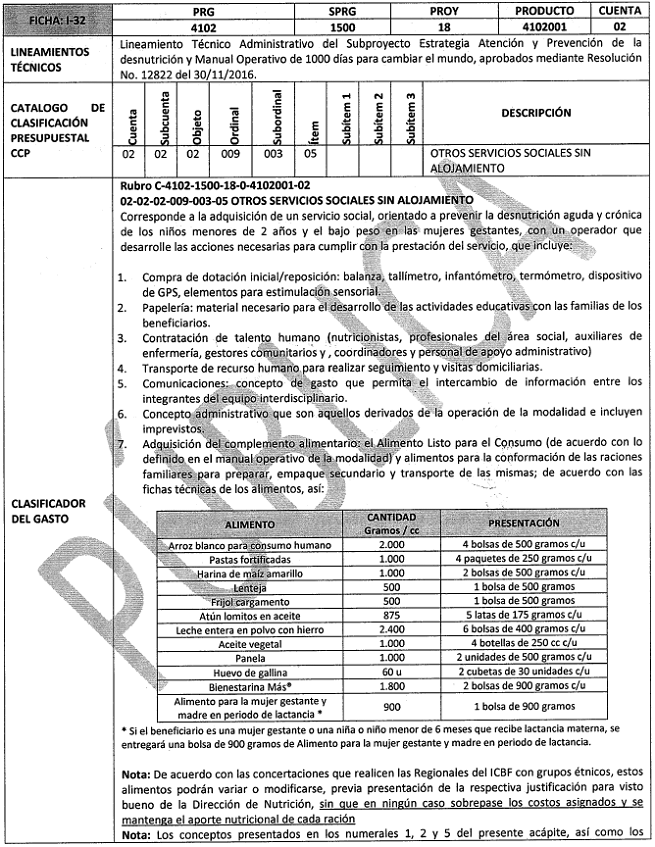 FICHA: I-32
PRG SPRG PROY PRODUCTO CUENTA
4102 1500 18 4102001 02
LINEAMIENTOS TÉCNICOS
Lineamiento Técnico Administrativo del Subproyecto Estrategia Atención y Prevención de la
desnutrición y Manual Operativo de 1000 días para cambiar el mundo, aprobados mediante Resolución
No. 12822 del 30/11/2016.
CATALOGO DE
CLASIFICACIÓN
PRESUPUESTAL
CCP
Cuenta Subcuenta Objeto Ordinal Subordinal Ítem Subítem 1 Subítem 2 Subítem 3 DESCRIPCIÓN
02 02 02 009 003 05 OTROS SERVICIOS SOCIALES SIN
ALOJAMIENTO
CLASIFICADOR
DEL GASTO
Rubro C-4102-1500-18-0-4102001-02
02-02-02-009-003-05 OTROS SERVICIOS SOCIALES SIN ALOJAMIENTO
Corresponde a la adquisición de un servicio social, orientado a prevenir la desnutrición aguda y crónica
de los niños menores de 2 años y el bajo peso en las mujeres gestantes, con un operador que
desarrolle las acciones necesarias para cumplir con la prestación del servicio, que incluye:
1. Compra de dotación inicial/reposición: balanza, tallímetro, infantómetro, termómetro, dispositivo
de GPS, elementos para estimulación sensorial.
2. Papelería: material necesario para el desarrollo de las actividades educativas con las familias de los
beneficiarios.
3. Contratación de talento humano (nutricionistas, profesionales del área social, auxiliares de
enfermería, gestores comunitarios y , coordinadores y personal de apoyo administrativo)
4. Transporte de recurso humano para realizar seguimiento y visitas domiciliarias.
5. Comunicaciones: concepto de gasto que permita el intercambio de información entre los
integrantes del equipo interdisciplinario.
6. Concepto administrativo que son aquellos derivados de la operación de la modalidad e incluyen
imprevistos.
7. Adquisición del complemento alimentario: el Alimento Listo para el Consumo (de acuerdo con lo
definido en el manual operativo de la modalidad) y alimentos para la conformación de las raciones
familiares para preparar, empaque secundario y transporte de las mismas; de acuerdo con las
fichas técnicas de los alimentos, así:
ALIMENTO CANTIDAD Gramos / cc PRESENTACIÓN
Arroz blanco para consumo humano 2.000 4 bolsas de 500 gramos c/u
Pastas fortificadas 1.000 4 paquetes de 250 gramos c/u
Harina de maíz amarillo 1.000 2 bolsas de 500 gramos c/u
Lenteja 500 1 bolsa de 500 gramos
Frijol cargamento 500 1 bolsa de 500 gramos
Atún lomitos en aceite 875 5 latas de 175 gramos c/u
Leche entera en polvo con hierro 2.400 6 bolsas de 400 gramos c/u
Aceite vegetal 1.000 4 botellas de 250 cc c/u
Panela 1.000 2 unidades de 500 gramos c/u
Huevo de gallina 60 u 2 cubetas de 30 unidades c/u
Bienestarina Más® 1.800 2 bolsas de 900 gramos c/u
Alimento para la mujer gestante y
madre en periodo de lactancia * 900 1 bolsa de 900 gramos
* Si el beneficiario es una mujer gestante o una niña o niño menor de 6 meses que recibe lactancia materna, se
entregará una bolsa de 900 gramos de Alimento para la mujer gestante y madre en periodo de lactancia.
Nota: De acuerdo con las concertaciones que realicen las Regionales del ICBF con grupos étnicos, estos
alimentos podrán variar o modificarse, previa presentación de la respectiva justificación para visto
bueno de la Dirección de Nutrición, sin que en ningún caso sobrepase los costos asignados y se
mantenga el aporte nutricional de cada ración
Nota: Los conceptos presentados en los numerales 1, 2 y 5 del presente acápite, así como los
PÚBLICA